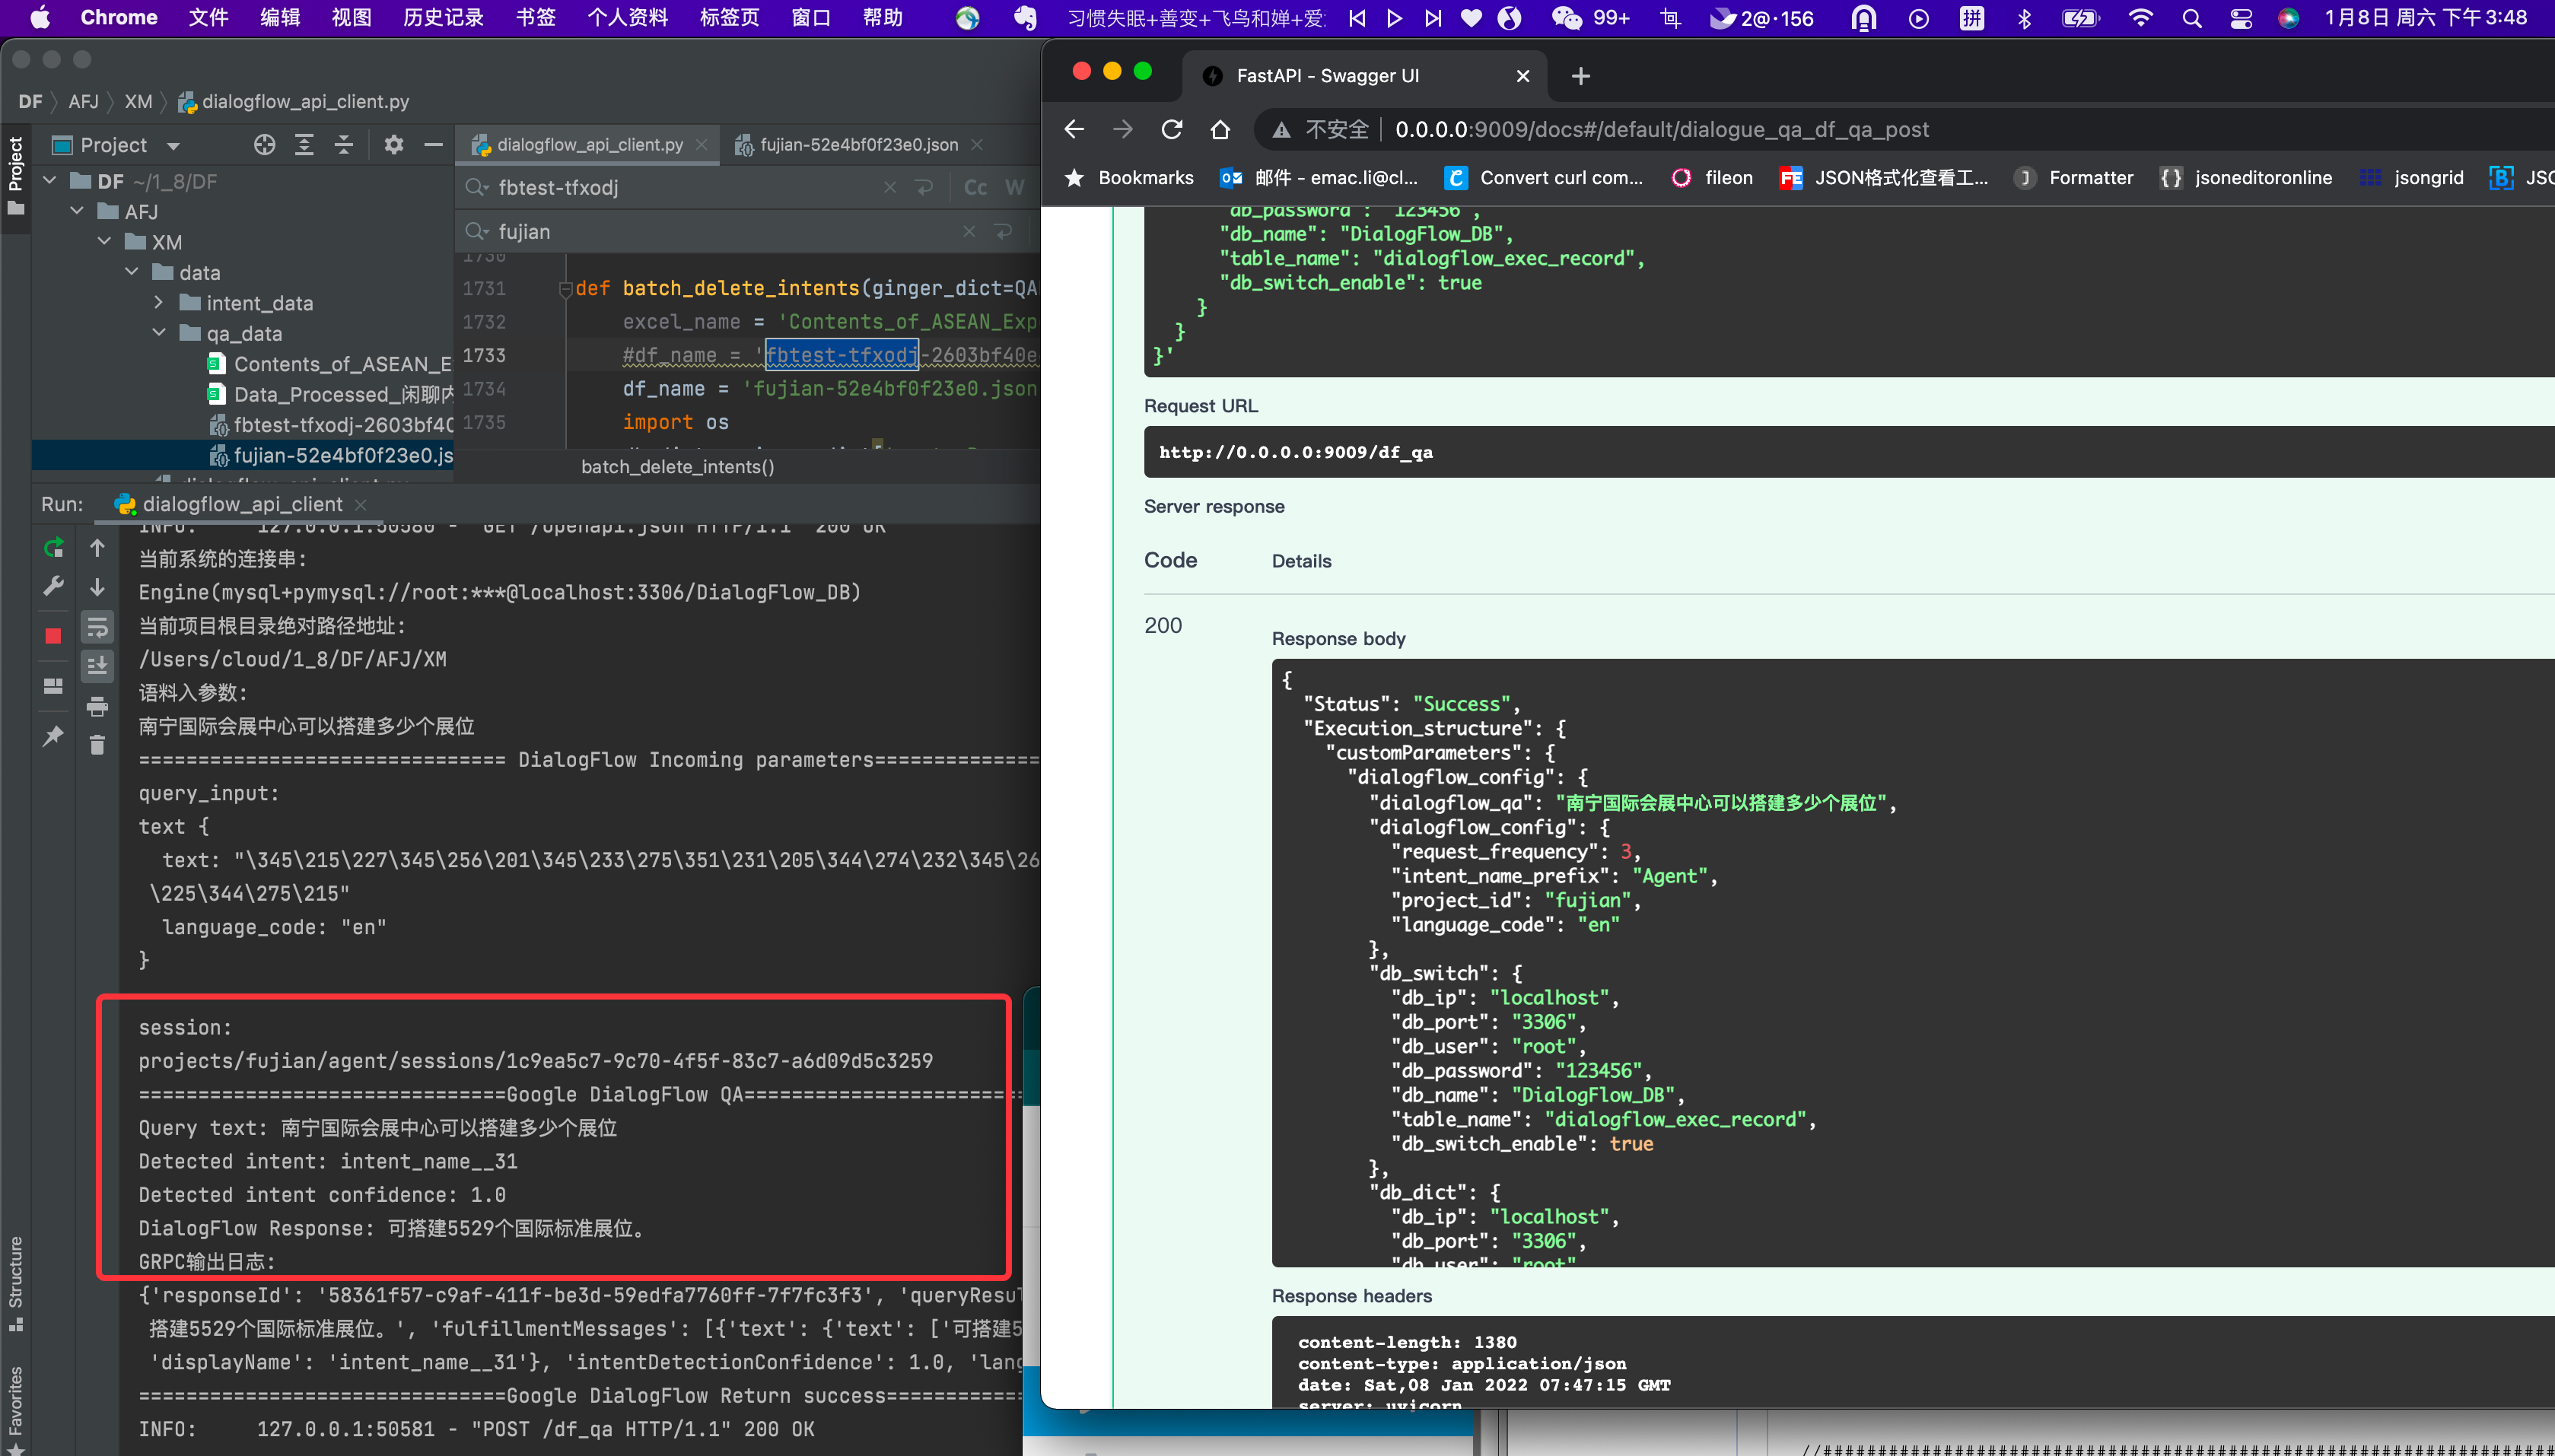 Chrome 文件 编辑 视图 历史记录 书签 个人资料 标签页 窗口 帮助 习惯失眠+善变+飞鸟和婵+爱 99+ 2@·156 拼 1月8日 周六 下午3:48
DF AFJ XM dialogflow_api_client.py
Project
Project
dialogflow_api_client.py
fujian-52e4bf0f23e0.json
DF ~/1_8/DF
AFJ
XM
data
intent_data
qa_data
Contents_of_ASEAN_E
Data_Processed_闲聊内
fbtest-tfxodj-2603bf40
fujian-52e4bf0f23e0.js
fbtest-tfxodj Cc W
fujian
1730
1731 def batch_delete_intents(ginger_dict=QA
1732 excel_name = 'Contents_of_ASEAN_Exp
1733 #df_name = 'fbtest-tfxodj-2603bf40e
1734 df_name = 'fujian-52e4bf0f23e0.json
1735 import os
batch_delete_intents()
Run: dialogflow_api_client
INFO: 127.0.0.1:50580 - "GET /openapi.json HTTP/1.1" 200 OK
当前系统的连接串:
Engine(mysql+pymysql://root:***@localhost:3306/DialogFlow_DB)
当前项目根目录绝对路径地址:
/Users/cloud/1_8/DF/AFJ/XM
语料入参数:
南宁国际会展中心可以搭建多少个展位
=============================== DialogFlow Incoming parameters==============
query_input:
text {
text: "\345\215\227\345\256\201\345\233\275\351\231\205\344\274\232\345\26
\225\344\275\215"
language_code: "en"
}
session:
projects/fujian/agent/sessions/1c9ea5c7-9c70-4f5f-83c7-a6d09d5c3259
===============================Google DialogFlow QA========================
Query text: 南宁国际会展中心可以搭建多少个展位
Detected intent: intent_name__31
Detected intent confidence: 1.0
DialogFlow Response: 可搭建5529个国际标准展位。
GRPC输出日志:
{'responseId': '58361f57-c9af-411f-be3d-59edfa7760ff-7f7fc3f3', 'queryResul
搭建5529个国际标准展位。', 'fulfillmentMessages': [{'text': {'text': ['可搭建5
'displayName': 'intent_name__31'}, 'intentDetectionConfidence': 1.0, 'lang
===============================Google DialogFlow Return success============
INFO: 127.0.0.1:50581 - "POST /df_qa HTTP/1.1" 200 OK
Structure
Favorites
FastAPI - Swagger UI
不安全 0.0.0.0:9009/docs#/default/dialogue_qa_df_qa_post
Bookmarks 邮件 - emac.li@cl... Convert curl com... fileon JSON格式化查看工... Formatter jsoneditoronline jsongrid
"db_password": "123456",
"db_name": "DialogFlow_DB",
"table_name": "dialogflow_exec_record",
"db_switch_enable": true
}
}
}'
Request URL
http://0.0.0.0:9009/df_qa
Server response
Code Details
200
Response body
{
"Status": "Success",
"Execution_structure": {
"customParameters": {
"dialogflow_config": {
"dialogflow_qa": "南宁国际会展中心可以搭建多少个展位",
"dialogflow_config": {
"request_frequency": 3,
"intent_name_prefix": "Agent",
"project_id": "fujian",
"language_code": "en"
},
"db_switch": {
"db_ip": "localhost",
"db_port": "3306",
"db_user": "root",
"db_password": "123456",
"db_name": "DialogFlow_DB",
"table_name": "dialogflow_exec_record",
"db_switch_enable": true
},
"db_dict": {
"db_ip": "localhost",
"db_port": "3306",
"db_user": "root"
Response headers
content-length: 1380
content-type: application/json
date: Sat,08 Jan 2022 07:47:15 GMT
server: uvicorn